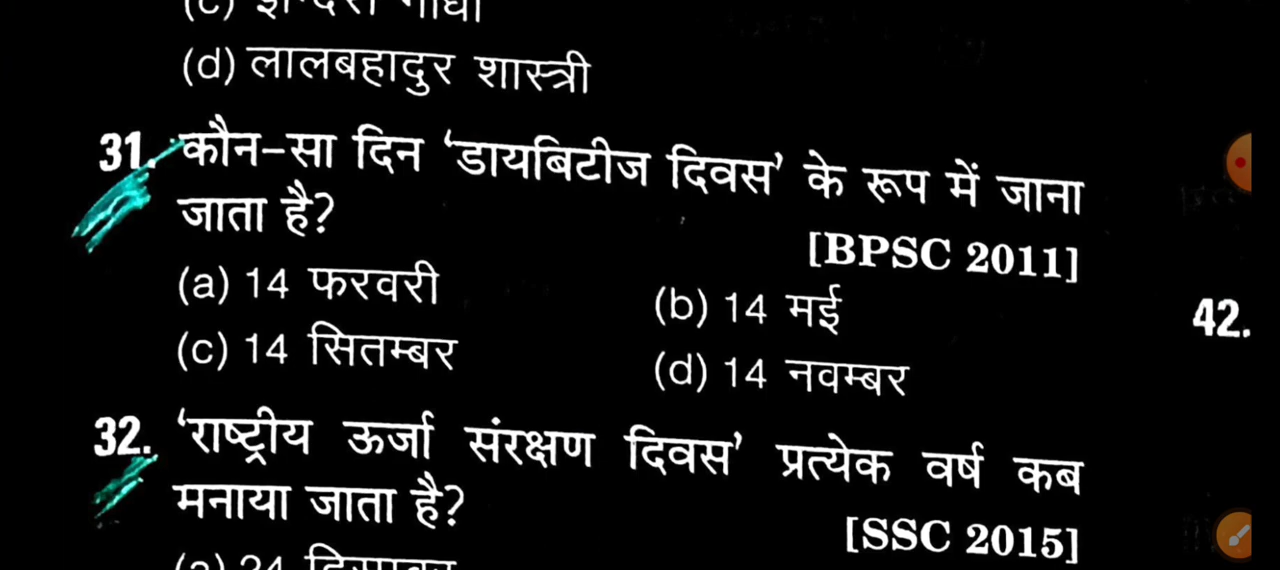 (d) लालबहादुर शास्त्री
31. कौन-सा दिन 'डायबिटीज दिवस' के रूप में जाना
जाता है?
[BPSC 2011]
(a) 14 फरवरी (b) 14 मई
42.
(c) 14 सितम्बर (d) 14 नवम्बर
32. 'राष्ट्रीय ऊर्जा संरक्षण दिवस' प्रत्येक वर्ष कब
मनाया जाता है?
[SSC 2015]